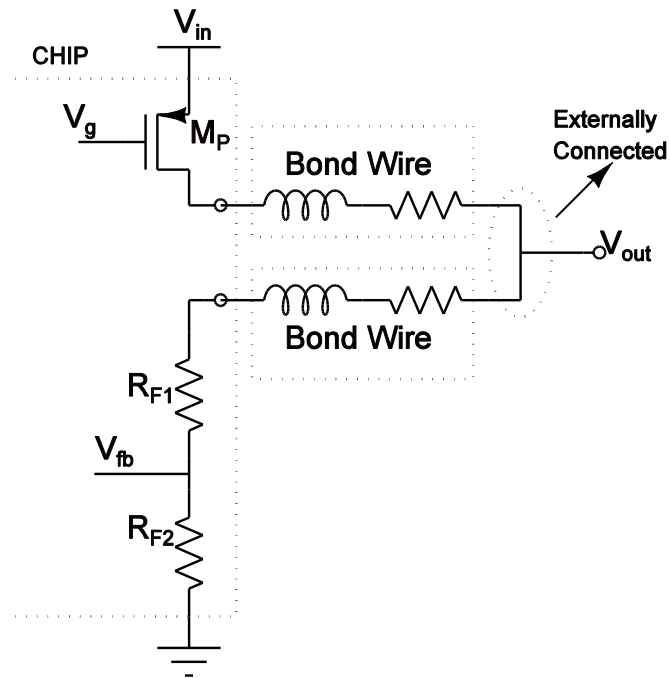 Vin
CHIP
Vg
MP
Externally
Connected
Bond Wire
Vout
Bond Wire
RF1
Vfb
RF2